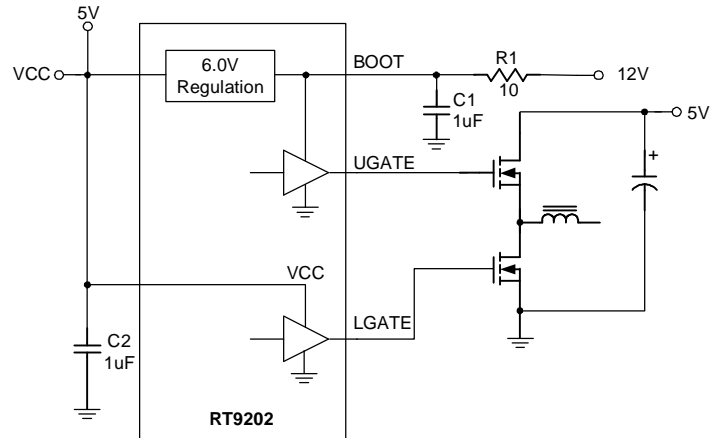 5V
VCC
6.0V
Regulation
BOOT
R1
10
12V
C1
1uF
5V
+
UGATE
VCC
LGATE
C2
1uF
RT9202